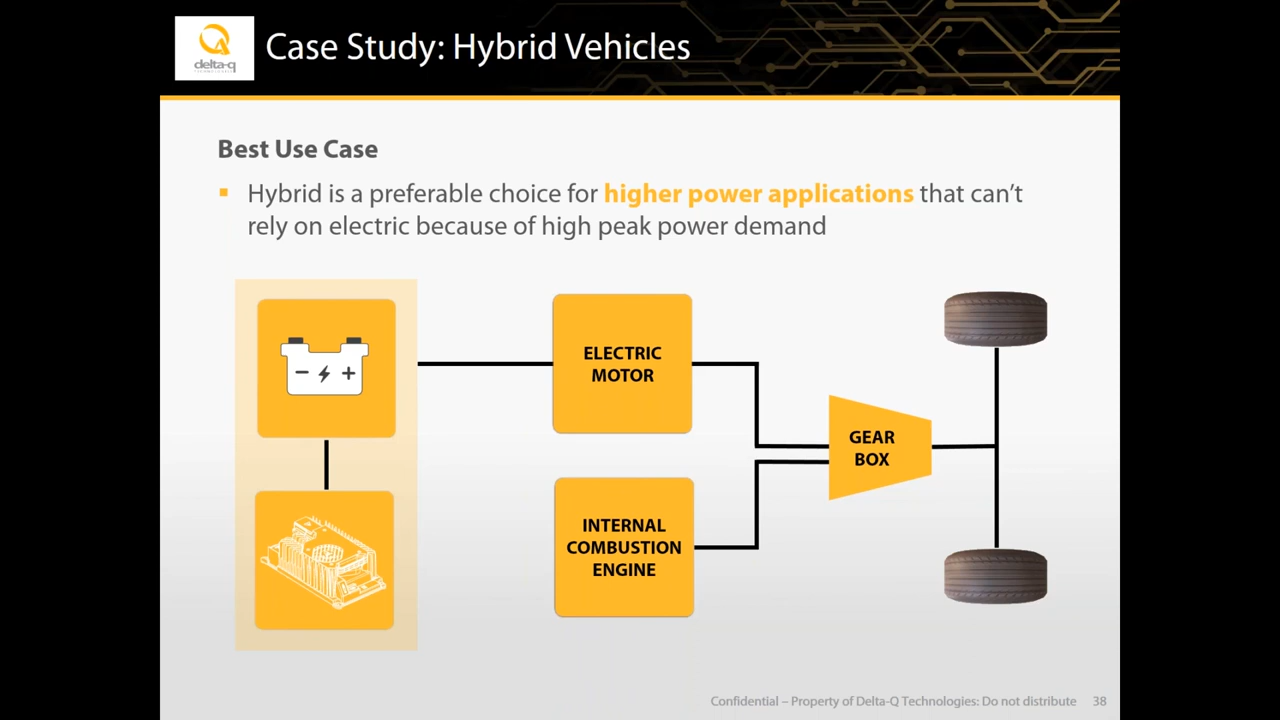 delta-q
TECHNOLOGIES
Case Study: Hybrid Vehicles
Best Use Case
Hybrid is a preferable choice for higher power applications that can't
rely on electric because of high peak power demand
ELECTRIC
MOTOR
GEAR
BOX
INTERNAL
COMBUSTION
ENGINE
Confidential – Property of Delta-Q Technologies: Do not distribute 38